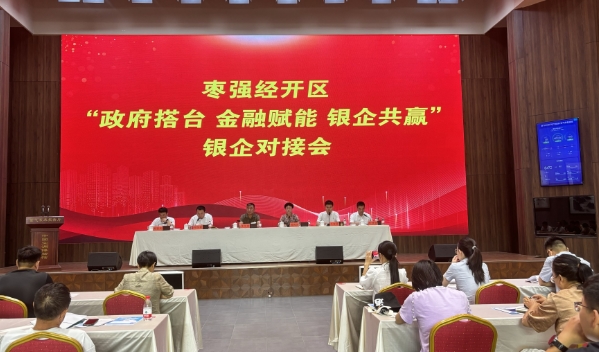 枣强经开区
“政府搭台 金融赋能 银企共赢”
银企对接会